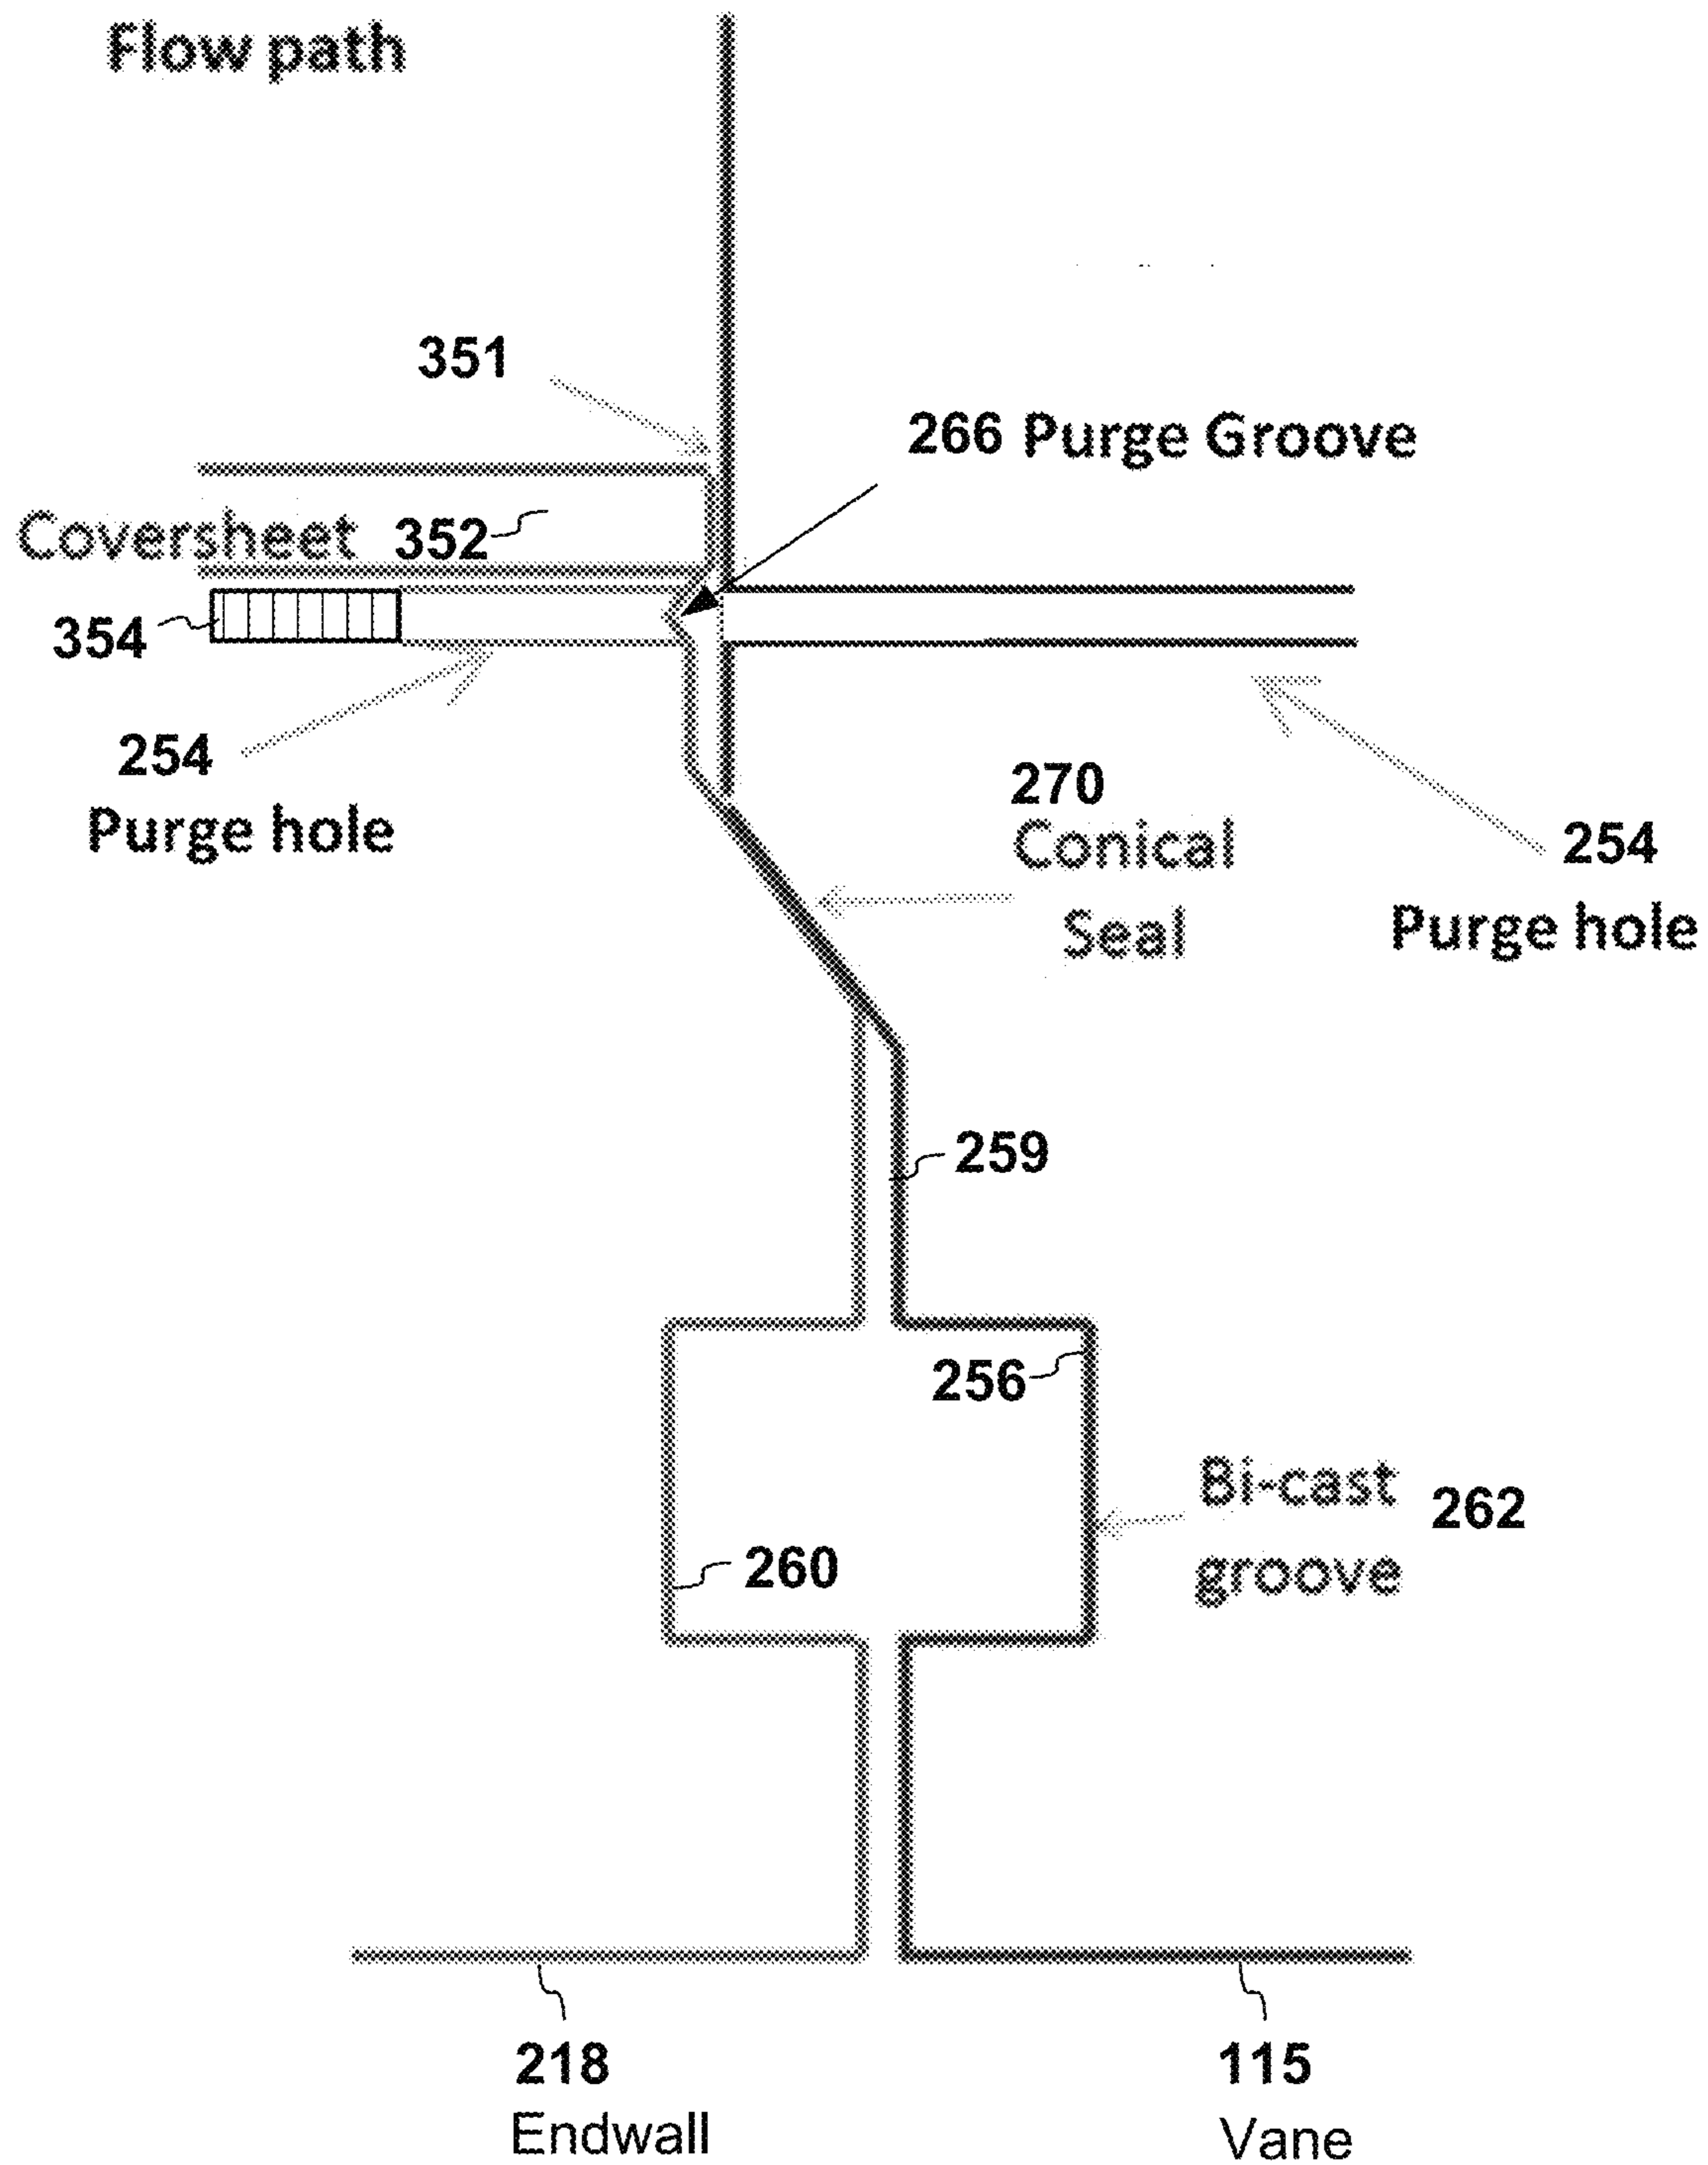 Flow path
351
266 Purge Groove
Coversheet 352
354
254
Purge hole
270
Conical
Seal
254
Purge hole
259
256
Bi-cast 262
groove
260
218
Endwall
115
Vane